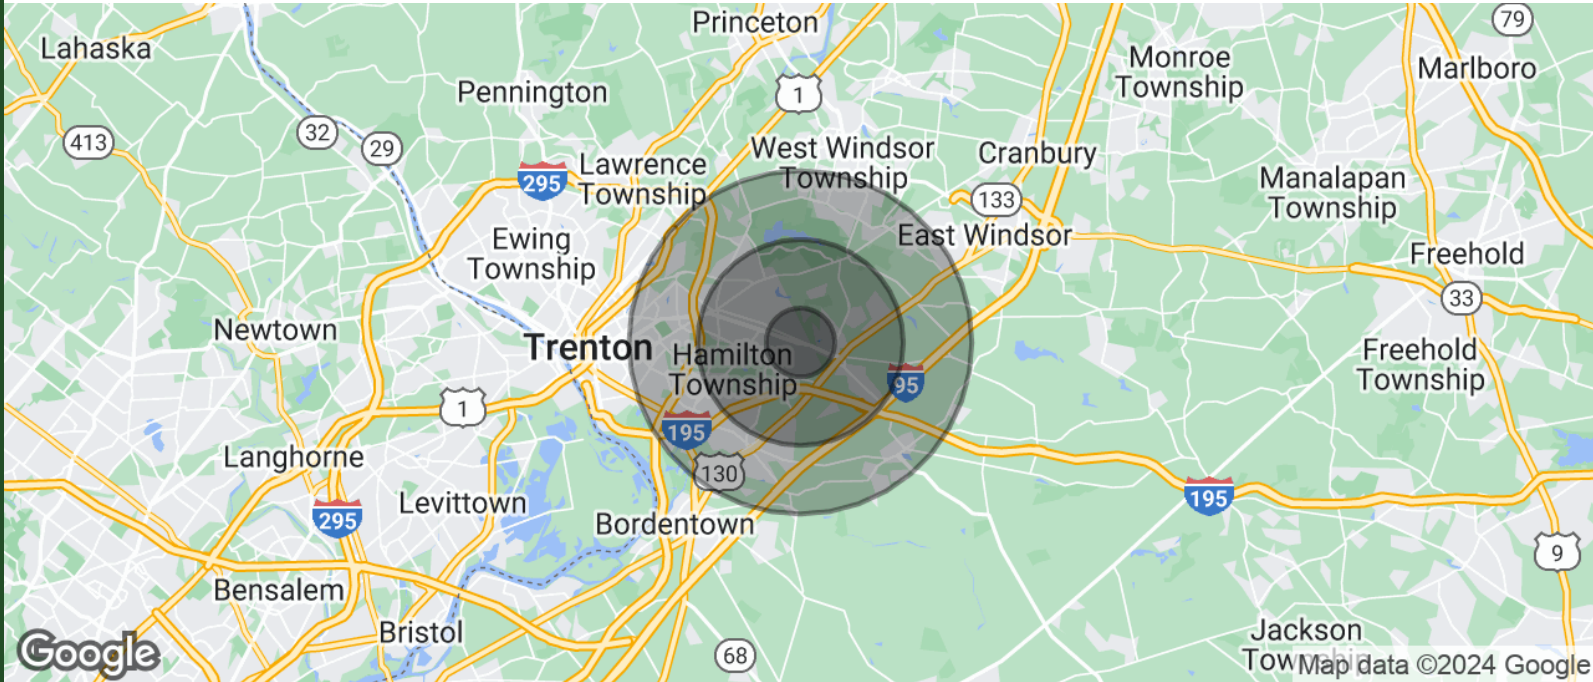 Princeton
79
Lahaska
Monroe
Township
Marlboro
Pennington
1
413
32
29
West Windsor
Township
Cranbury
Lawrence
Township
295
133
Manalapan
Township
Ewing
Township
East Windsor
Freehold
33
Newtown
Trenton
Hamilton
Township
Freehold
Township
95
1
195
130
Langhorne
Levittown
295
195
Bordentown
9
Bensalem
Bristol
68
Jackson
Township
Google
Map data ©2024 Google